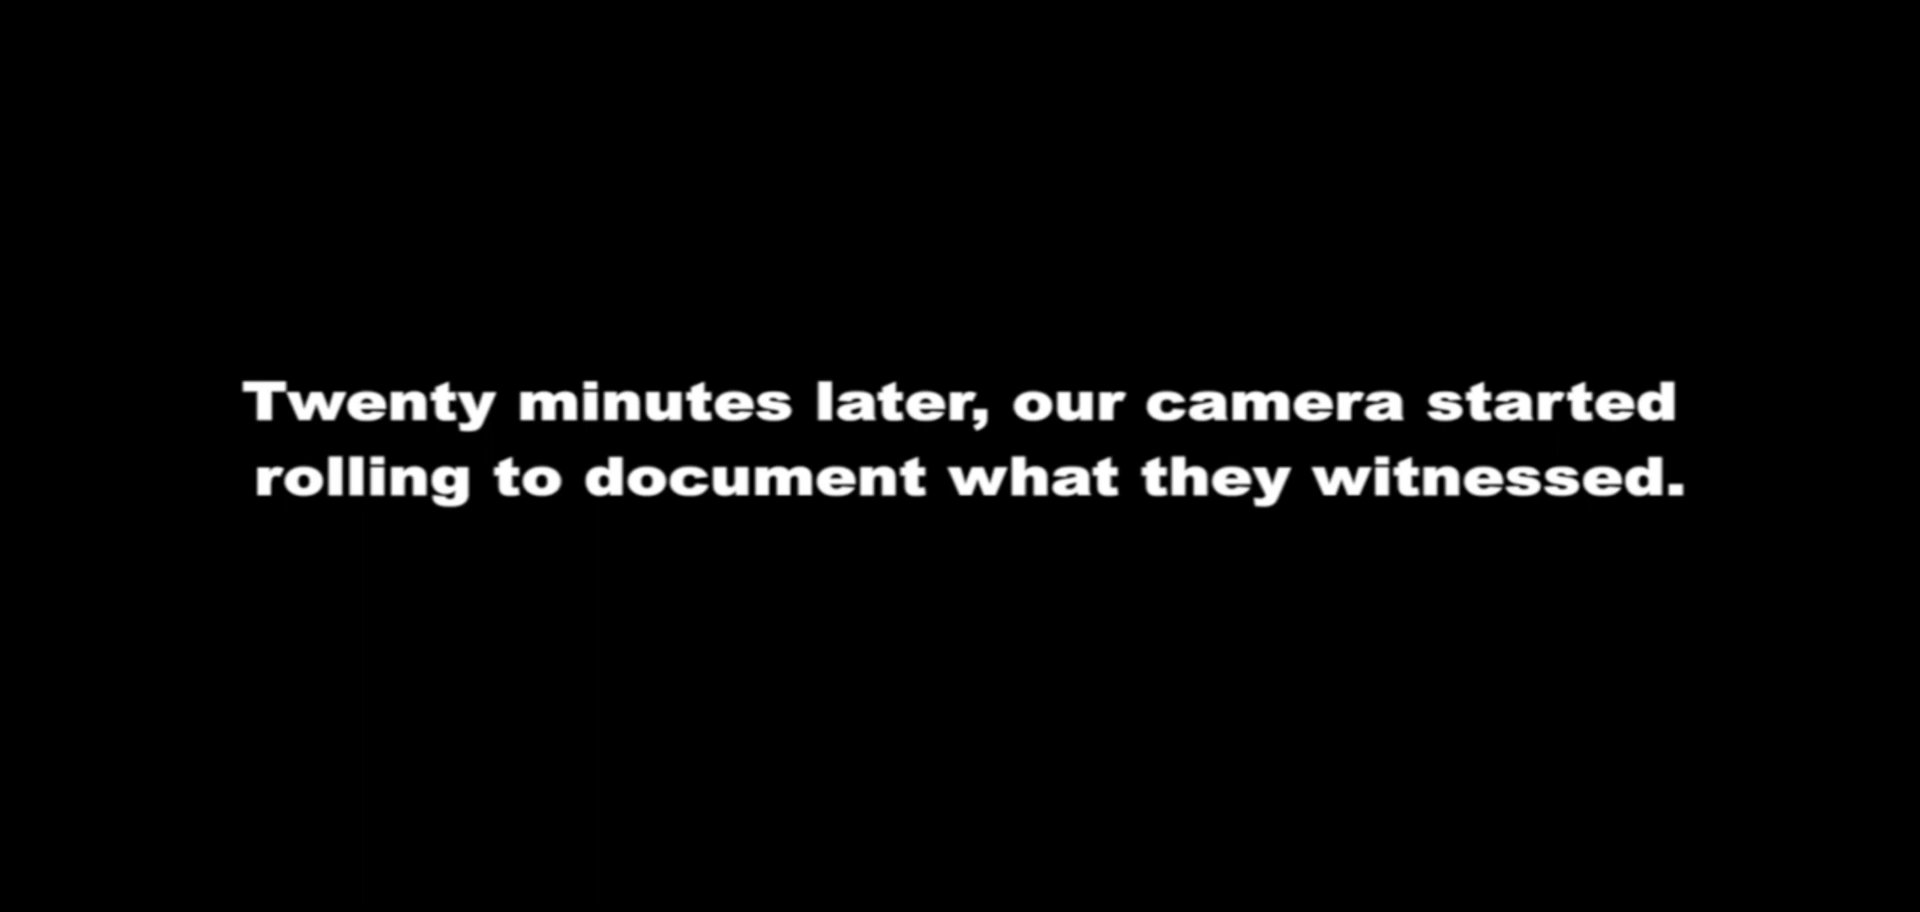 Twenty minutes later, our camera started
rolling to document what they witnessed.